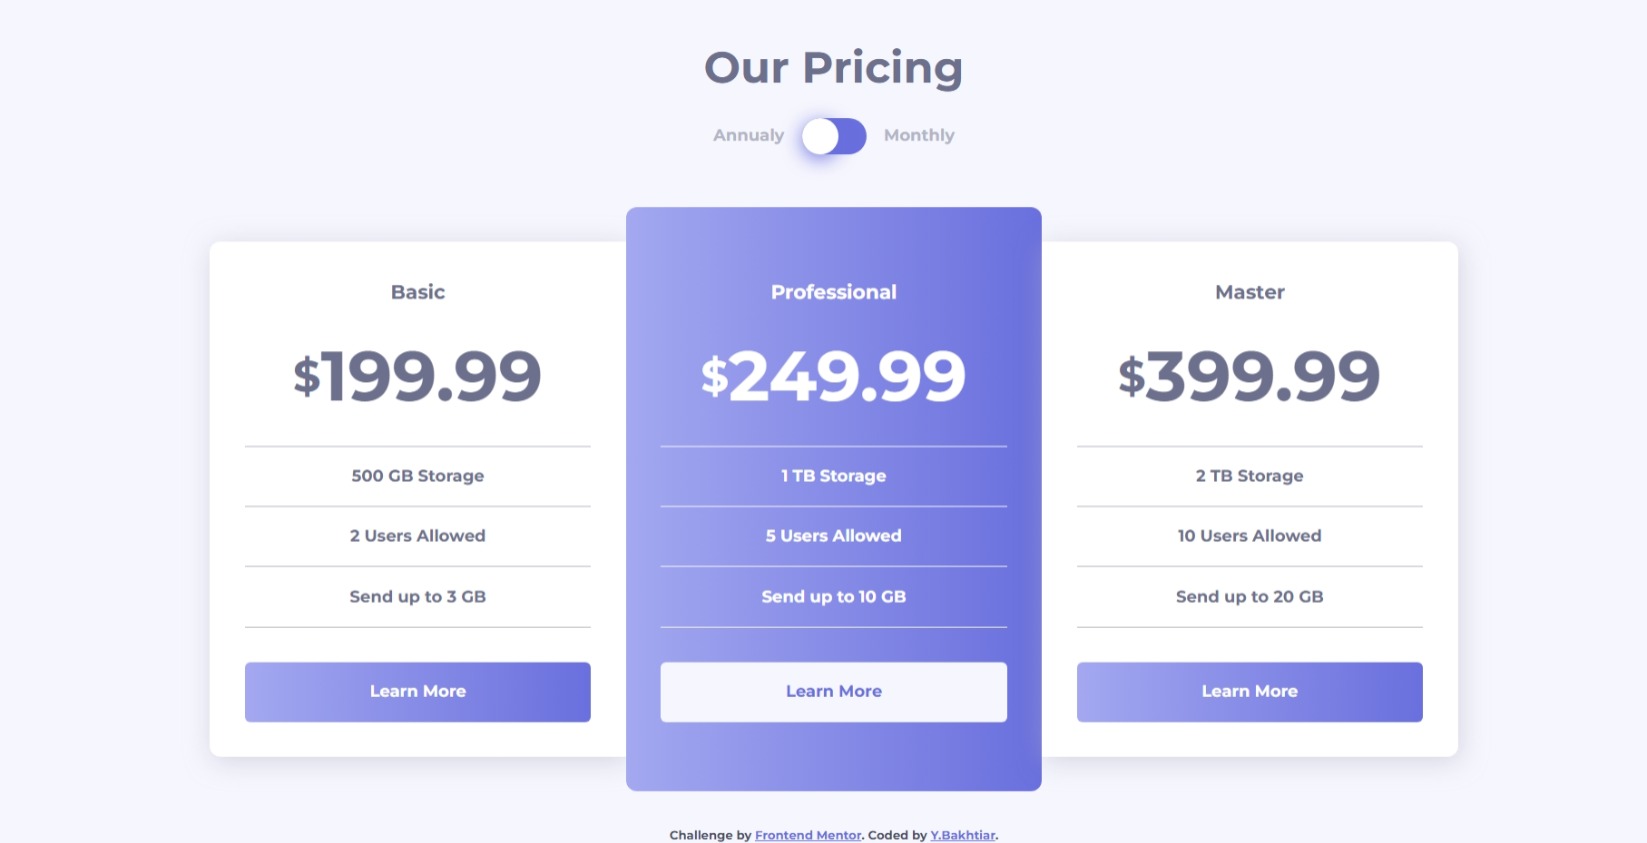 Our Pricing
Annualy Monthly
Basic
$199.99
500 GB Storage
2 Users Allowed
Send up to 3 GB
Learn More
Professional
$249.99
1 TB Storage
5 Users Allowed
Send up to 10 GB
Learn More
Master
$399.99
2 TB Storage
10 Users Allowed
Send up to 20 GB
Learn More
Challenge by Frontend Mentor. Coded by Y.Bakhtiar.